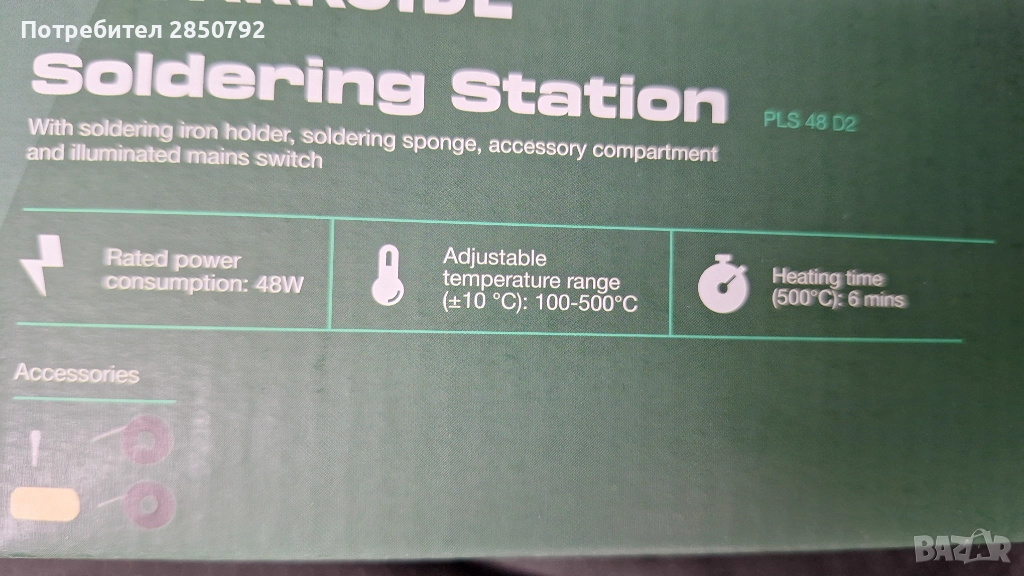 Потребител 2850792
Soldering Station
PLS 48 D2
With soldering iron holder, soldering sponge, accessory compartment
and illuminated mains switch
Rated power
consumption: 48W
Adjustable
temperature range
(±10 °C): 100-500°C
Heating time
(500°C): 6 mins
Accessories
BAZAR